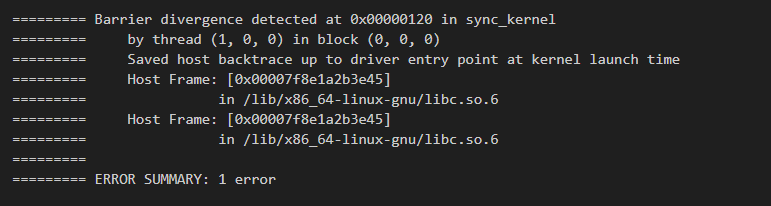 ========= Barrier divergence detected at 0x00000120 in sync_kernel
=========     by thread (1, 0, 0) in block (0, 0, 0)
=========     Saved host backtrace up to driver entry point at kernel launch time
=========     Host Frame: [0x00007f8e1a2b3e45]
=========                in /lib/x86_64-linux-gnu/libc.so.6
=========     Host Frame: [0x00007f8e1a2b3e45]
=========                in /lib/x86_64-linux-gnu/libc.so.6
=========
========= ERROR SUMMARY: 1 error